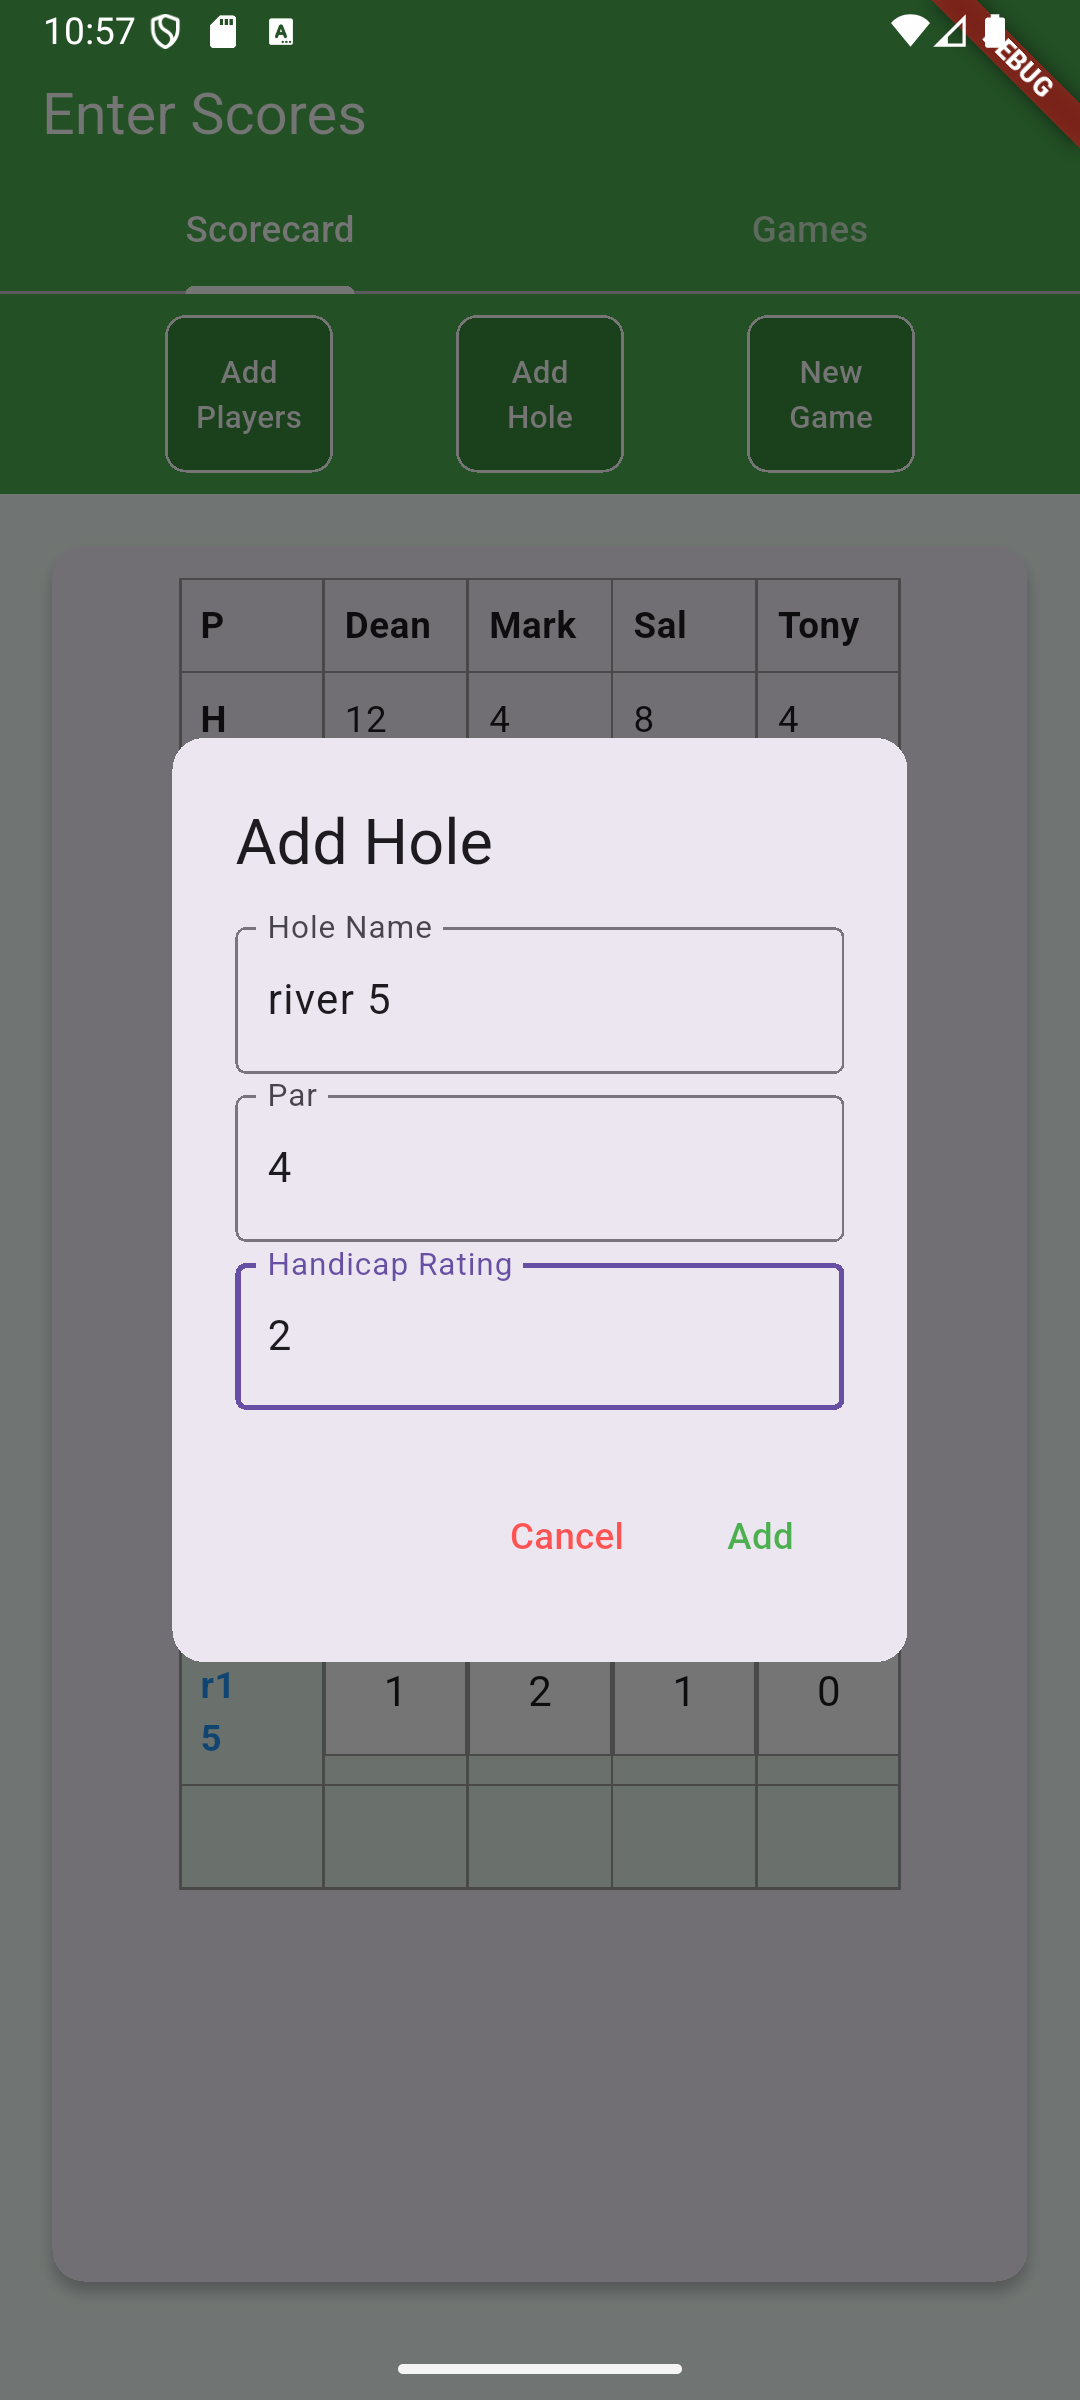 10:57
DEBUG
Enter Scores
Scorecard Games
Add Players Add Hole New Game
P Dean Mark Sal Tony
H 12 4 8 4
Add Hole
Hole Name
river 5
Par
4
Handicap Rating
2
Cancel Add
r1 1 2 1 0
5